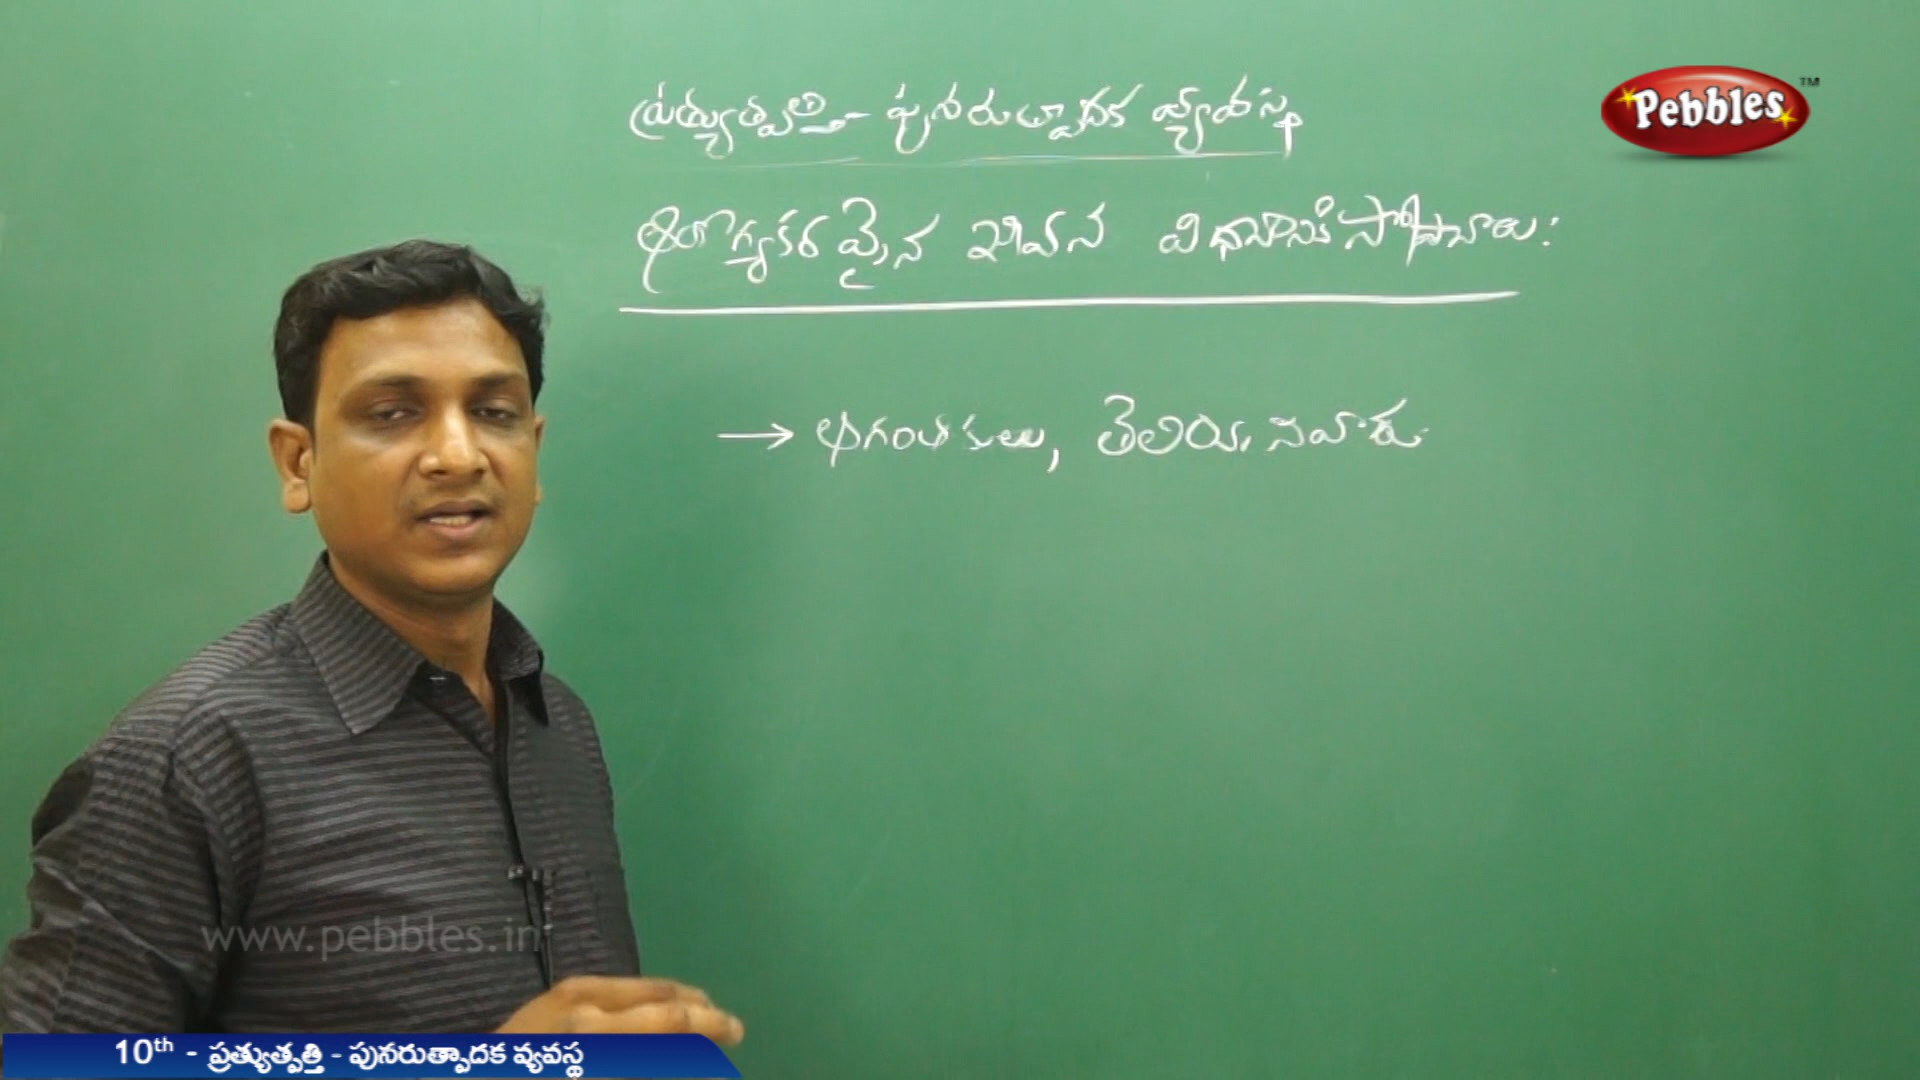 Pebbles™
ప్రత్యుత్పత్తి - పునరుత్పాదక వ్యవస్థ
ఆరోగ్యకరమైన జీవన విధానానికి సోపానాలు:
→ ఆగంతకులు, తెలియనివారు
www.pebbles.in
10th - ప్రత్యుత్పత్తి - పునరుత్పాదక వ్యవస్థ